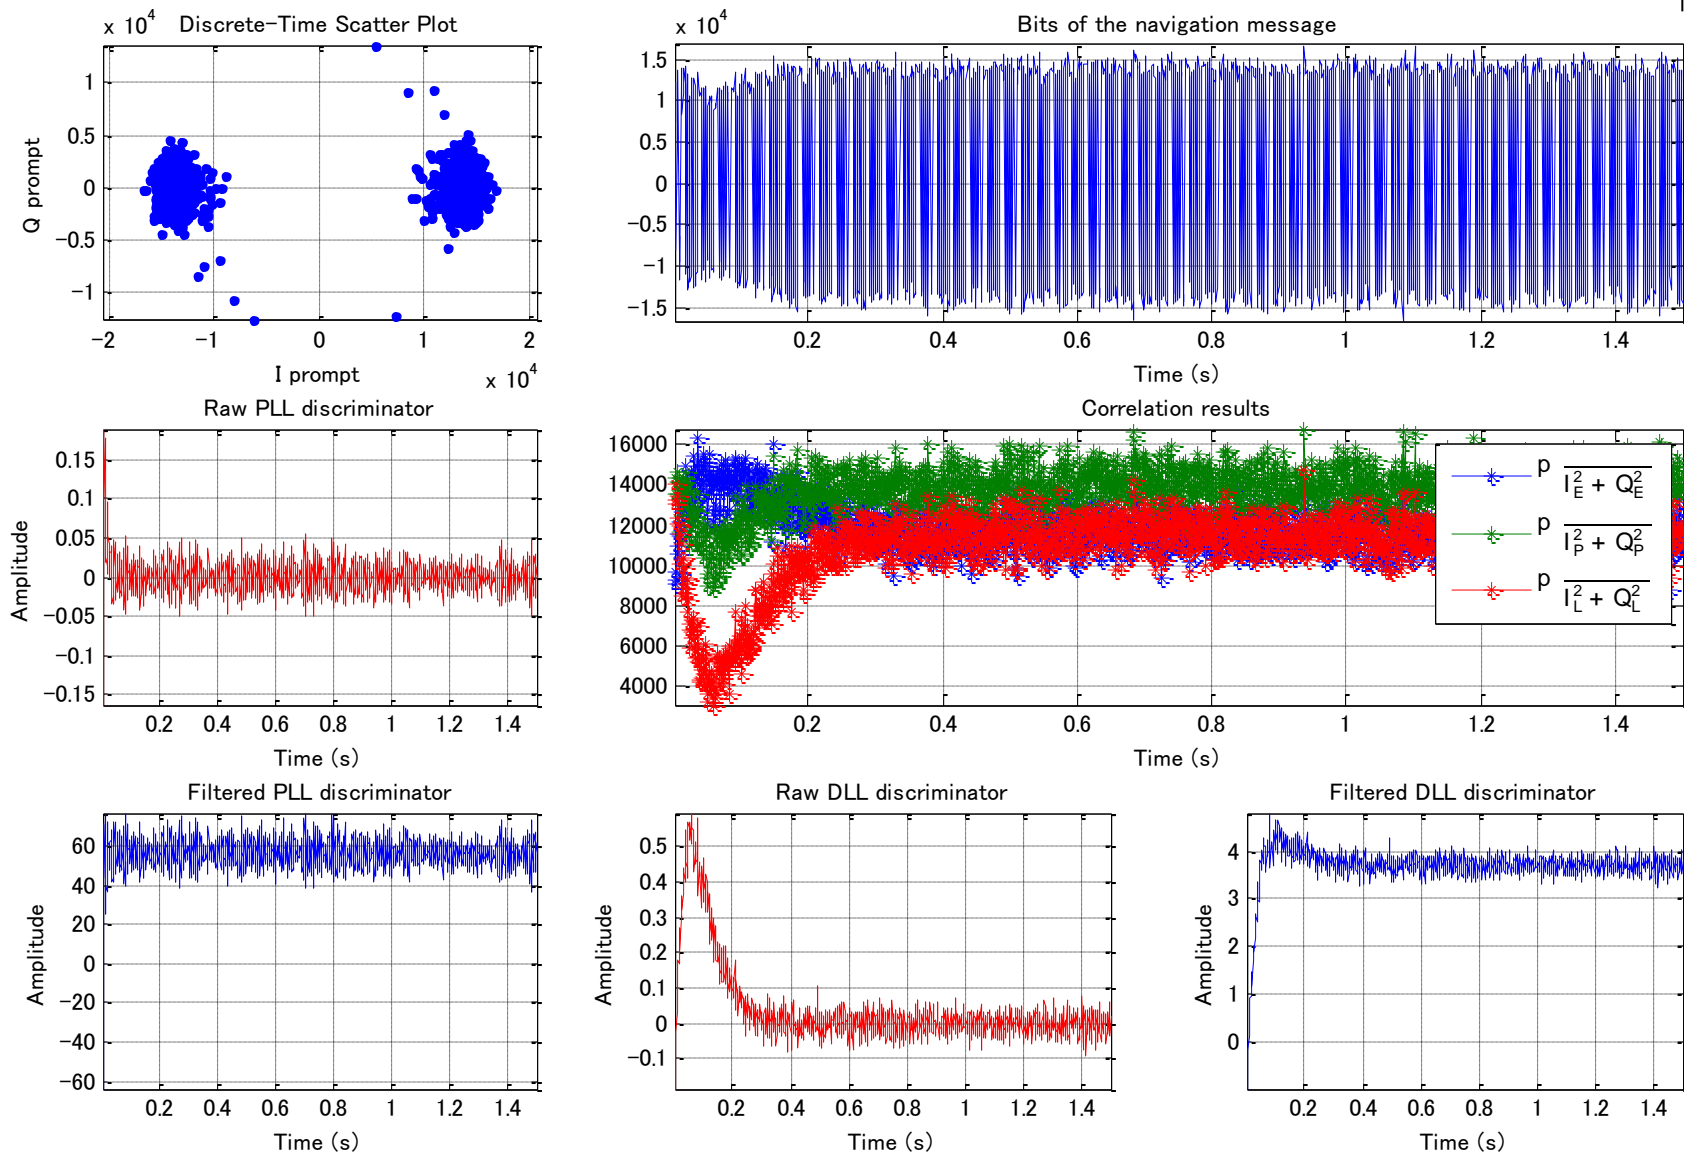 x 10^4 Discrete-Time Scatter Plot
1
0.5
0
-0.5
-1
Q prompt
-2 -1 0 1 2
I prompt x 10^4
x 10^4 Bits of the navigation message
1.5
1
0.5
0
-0.5
-1
-1.5
0.2 0.4 0.6 0.8 1 1.2 1.4
Time (s)
Raw PLL discriminator
0.15
0.1
0.05
0
-0.05
-0.1
-0.15
Amplitude
0.2 0.4 0.6 0.8 1 1.2 1.4
Time (s)
Correlation results
16000
14000
12000
10000
8000
6000
4000
p I_E^2 + Q_E^2
p I_P^2 + Q_P^2
p I_L^2 + Q_L^2
0.2 0.4 0.6 0.8 1 1.2 1.4
Time (s)
Filtered PLL discriminator
60
40
20
0
-20
-40
-60
Amplitude
0.2 0.4 0.6 0.8 1 1.2 1.4
Time (s)
Raw DLL discriminator
0.5
0.4
0.3
0.2
0.1
0
-0.1
Amplitude
0.2 0.4 0.6 0.8 1 1.2 1.4
Time (s)
Filtered DLL discriminator
4
3
2
1
0
Amplitude
0.2 0.4 0.6 0.8 1 1.2 1.4
Time (s)